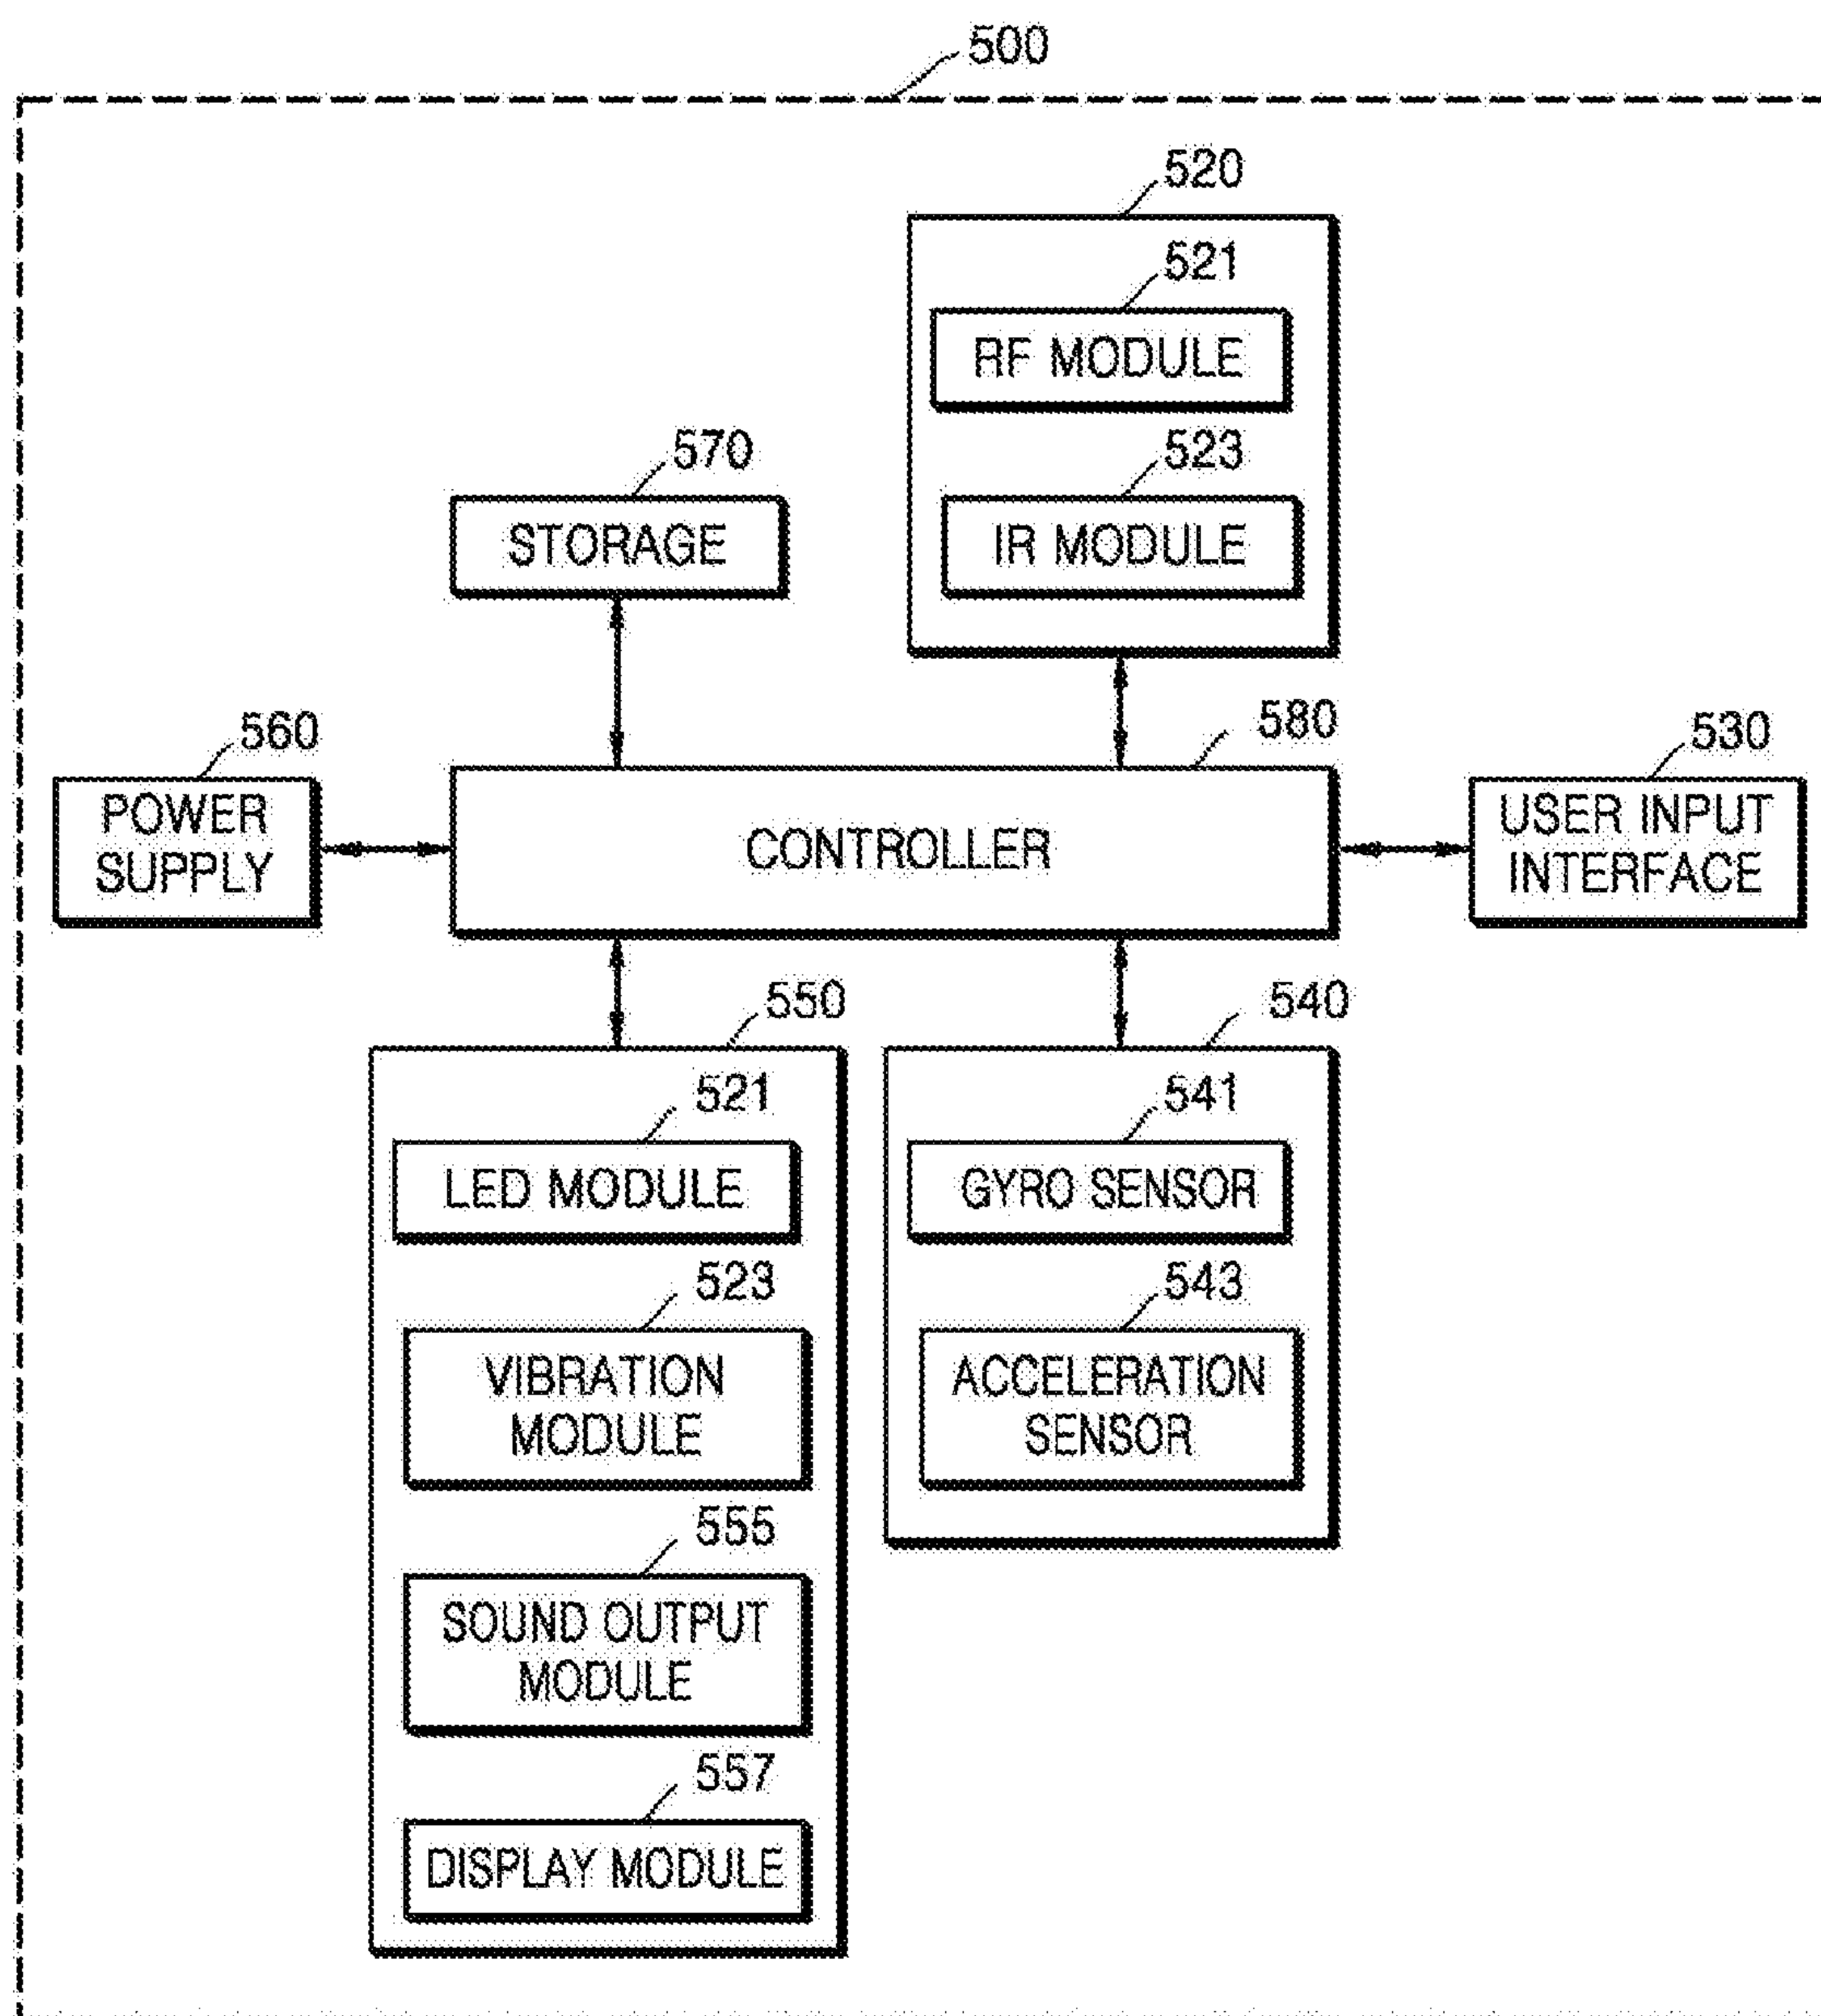 500
520
521
RF MODULE
570
523
STORAGE
IR MODULE
560
580
530
POWER
SUPPLY
CONTROLLER
USER INPUT
INTERFACE
550
540
521
541
LED MODULE
GYRO SENSOR
523
543
VIBRATION
MODULE
ACCELERATION
SENSOR
555
SOUND OUTPUT
MODULE
557
DISPLAY MODULE